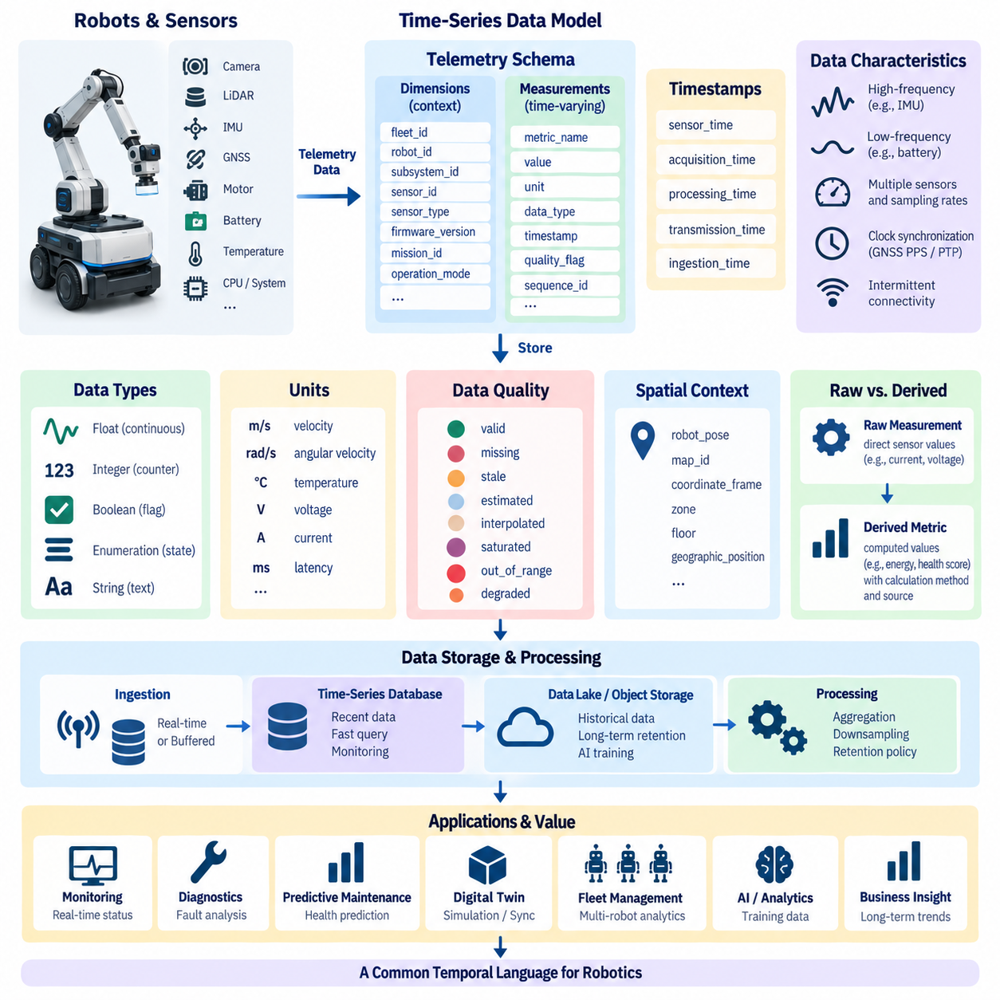 Robots & Sensors
Camera
LiDAR
IMU
GNSS
Motor
Battery
Temperature
CPU / System
...
Telemetry
Data
Time-Series Data Model
Telemetry Schema
Dimensions
(context)
fleet_id
robot_id
subsystem_id
sensor_id
sensor_type
firmware_version
mission_id
operation_mode
...
Measurements
(time-varying)
metric_name
value
unit
data_type
timestamp
quality_flag
sequence_id
...
Timestamps
sensor_time
acquisition_time
processing_time
transmission_time
ingestion_time
Data Characteristics
High-frequency
(e.g., IMU)
Low-frequency
(e.g., battery)
Multiple sensors
and sampling rates
Clock synchronization
(GNSS PPS / PTP)
Intermittent
connectivity
Store
Data Types
Float (continuous)
123 Integer (counter)
Boolean (flag)
Enumeration (state)
Aa String (text)
Units
m/s velocity
rad/s angular velocity
°C temperature
V voltage
A current
ms latency
...
Data Quality
valid
missing
stale
estimated
interpolated
saturated
out_of_range
degraded
Spatial Context
robot_pose
map_id
coordinate_frame
zone
floor
geographic_position
...
Raw vs. Derived
Raw Measurement
direct sensor values
(e.g., current, voltage)
Derived Metric
computed values
(e.g., energy, health score)
with calculation method
and source
Data Storage & Processing
Ingestion
Real-time
or Buffered
Time-Series Database
Recent data
Fast query
Monitoring
Data Lake / Object Storage
Historical data
Long-term retention
AI training
Processing
Aggregation
Downsampling
Retention policy
Applications & Value
Monitoring
Real-time status
Diagnostics
Fault analysis
Predictive Maintenance
Health prediction
Digital Twin
Simulation / Sync
Fleet Management
Multi-robot analytics
AI / Analytics
Training data
Business Insight
Long-term trends
A Common Temporal Language for Robotics